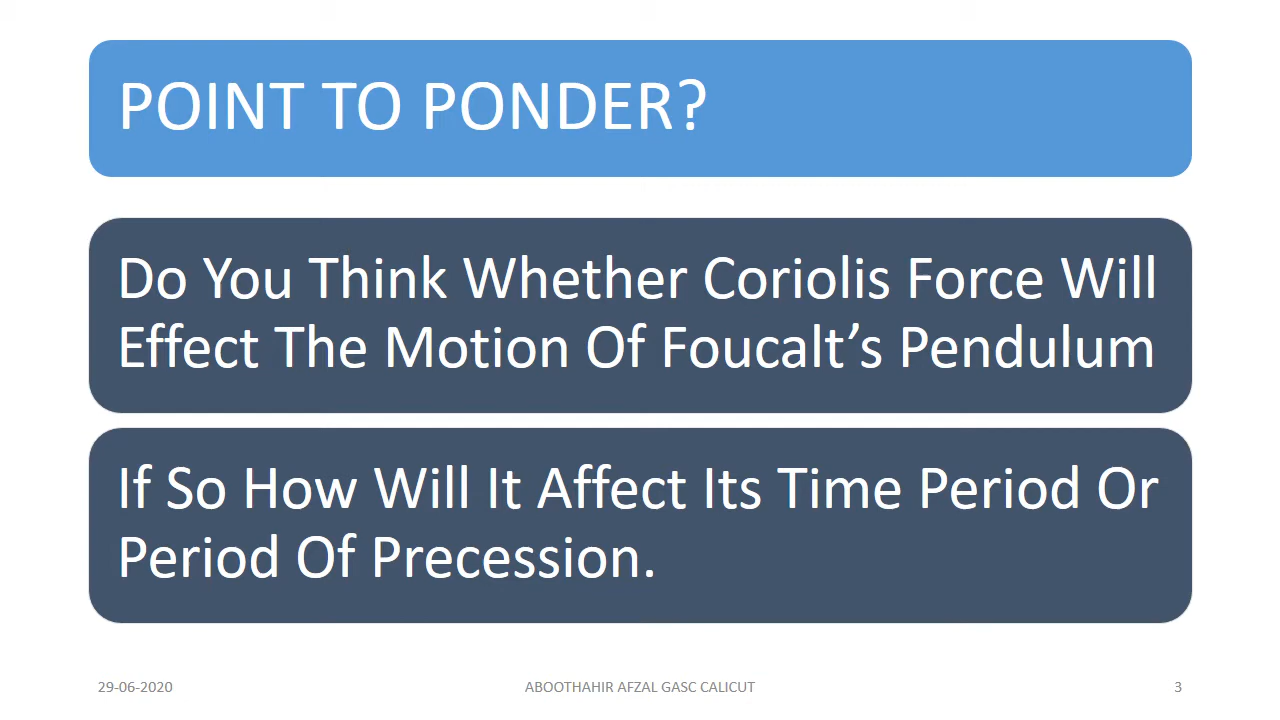 POINT TO PONDER?
Do You Think Whether Coriolis Force Will
Effect The Motion Of Foucalt’s Pendulum
If So How Will It Affect Its Time Period Or
Period Of Precession.
29-06-2020
ABOOTHAHIR AFZAL GASC CALICUT
3